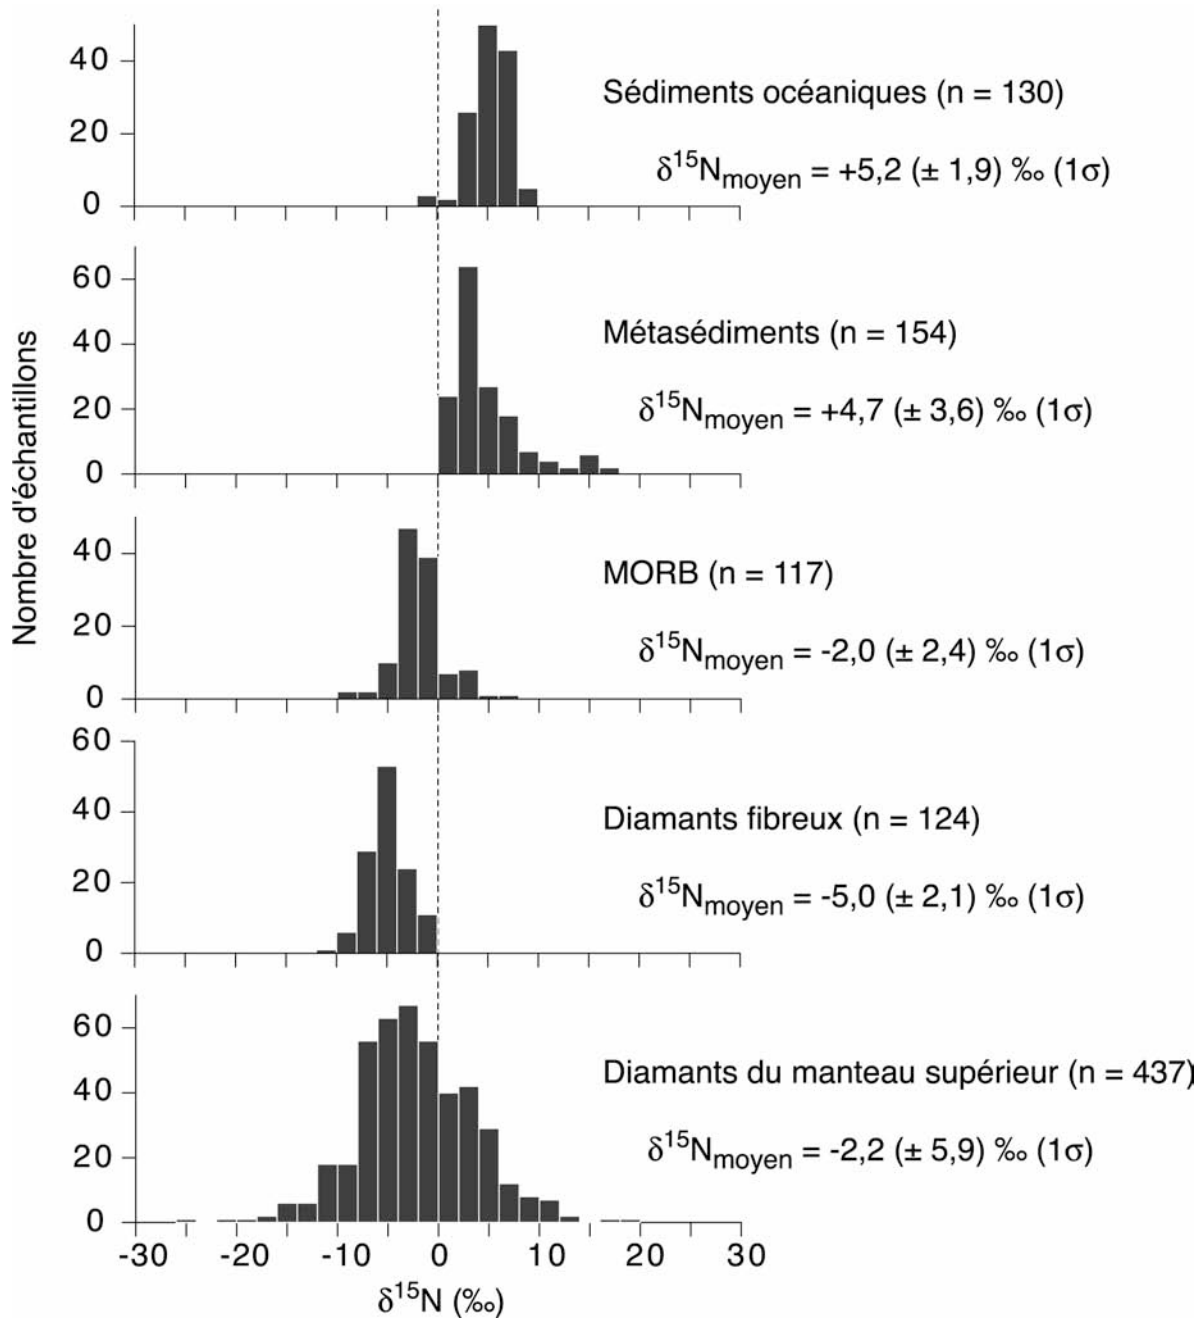 Nombre d'échantillons
40
20
0
Sédiments océaniques (n = 130)
δ¹⁵Nmoyen = +5,2 (± 1,9) ‰ (1σ)
60
40
20
0
Métasédiments (n = 154)
δ¹⁵Nmoyen = +4,7 (± 3,6) ‰ (1σ)
40
20
0
MORB (n = 117)
δ¹⁵Nmoyen = -2,0 (± 2,4) ‰ (1σ)
60
40
20
0
Diamants fibreux (n = 124)
δ¹⁵Nmoyen = -5,0 (± 2,1) ‰ (1σ)
60
40
20
0
Diamants du manteau supérieur (n = 437)
δ¹⁵Nmoyen = -2,2 (± 5,9) ‰ (1σ)
-30 -20 -10 0 10 20 30
δ¹⁵N (‰)